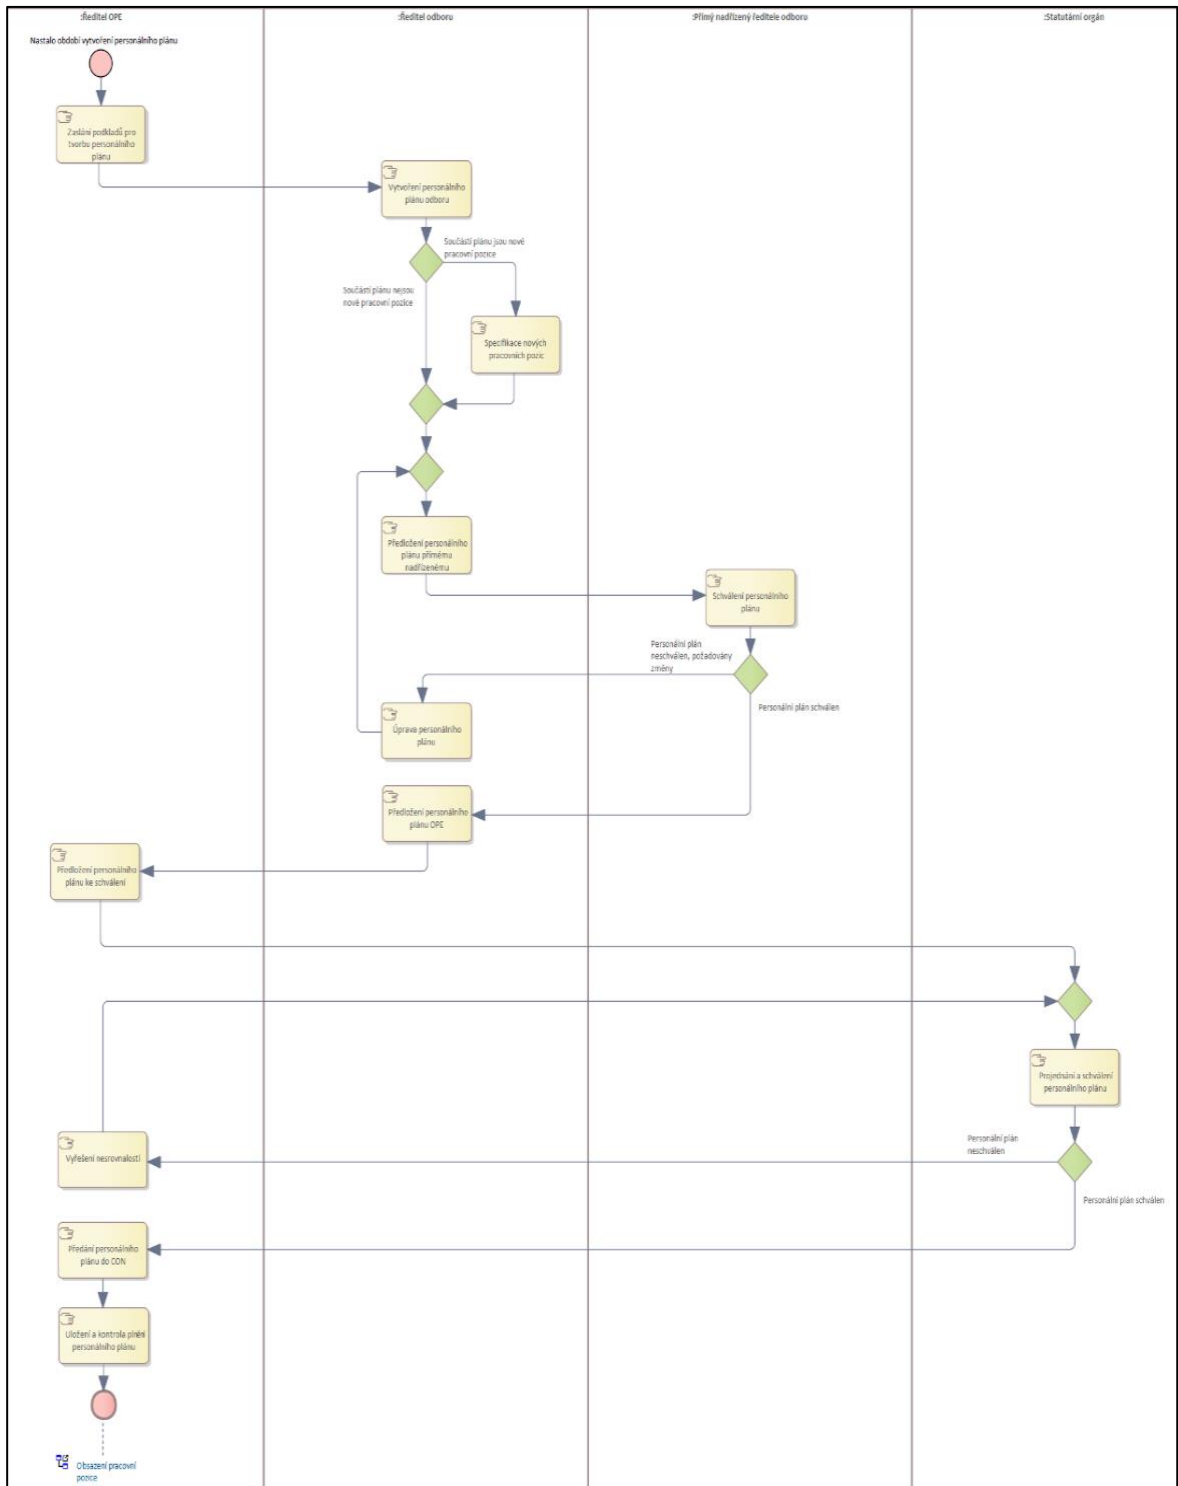 :Ředitel OPE
:Ředitel odboru
:Přímý nadřízený ředitele odboru
:Statutární orgán
Nastalo období vytvoření personálního plánu
Zaslání podkladů pro
tvorbu personálního
plánu
Vytvoření personálního
plánu odboru
Součástí plánu jsou nové
pracovní pozice
Součástí plánu nejsou
nové pracovní pozice
Specifikace nových
pracovních pozic
Předložení personálního
plánu přímému
nadřízenému
Schválení personálního
plánu
Personální plán
neschválen, požadovány
změny
Personální plán schválen
Úprava personálního
plánu
Předložení personálního
plánu OPE
Předložení personálního
plánu ke schválení
Projednání a schválení
personálního plánu
Personální plán
neschválen
Vyřešení nesrovnalostí
Personální plán schválen
Předání personálního
plánu do CON
Uložení a kontrola plnění
personálního plánu
Obsazení pracovní
pozice